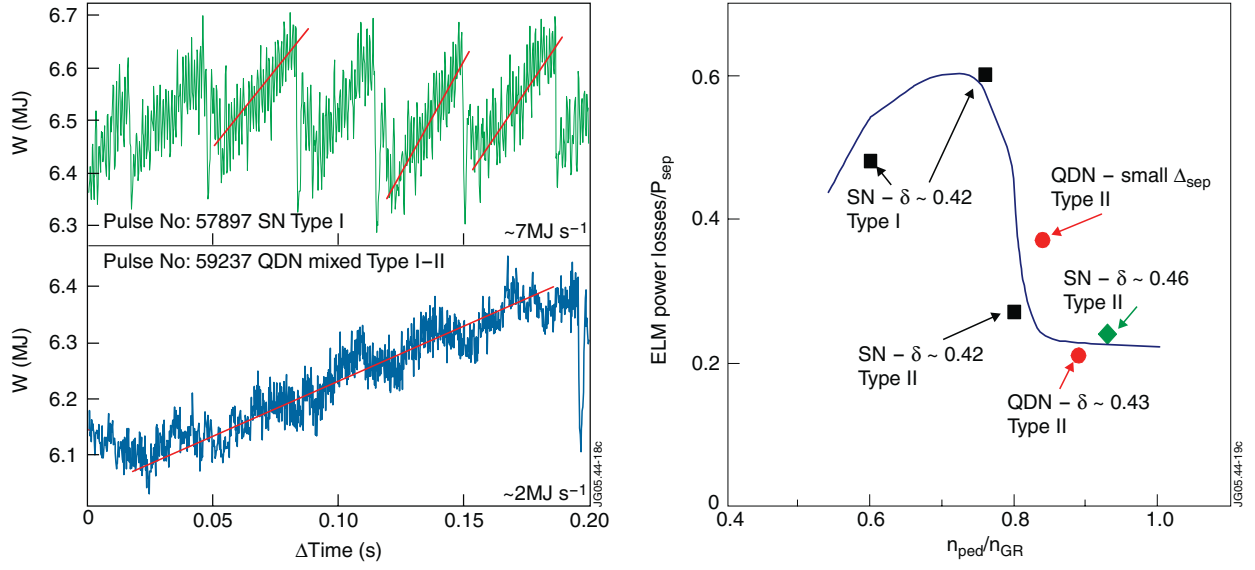 6.7
6.6
6.5
6.4
6.3
W (MJ)
Pulse No: 57897 SN Type I
~7MJ s⁻¹
Pulse No: 59237 QDN mixed Type I–II
6.4
6.3
6.2
6.1
W (MJ)
~2MJ s⁻¹
0
0.05
0.10
0.15
0.20
ΔTime (s)
JG05.44-18c
0.6
0.4
0.2
0
ELM power losses/P_sep
SN – δ ~ 0.42
Type I
QDN – small Δ_sep
Type II
SN – δ ~ 0.46
Type II
SN – δ ~ 0.42
Type II
QDN – δ ~ 0.43
Type II
0.4
0.6
0.8
1.0
n_ped/n_GR
JG05.44-19c